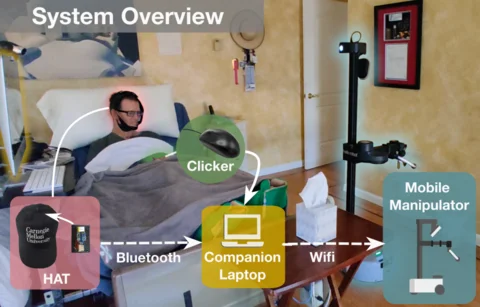 System Overview
Clicker
Mobile
Manipulator
Carnegie
Mellon
University
HAT
Bluetooth
Companion
Laptop
Wifi